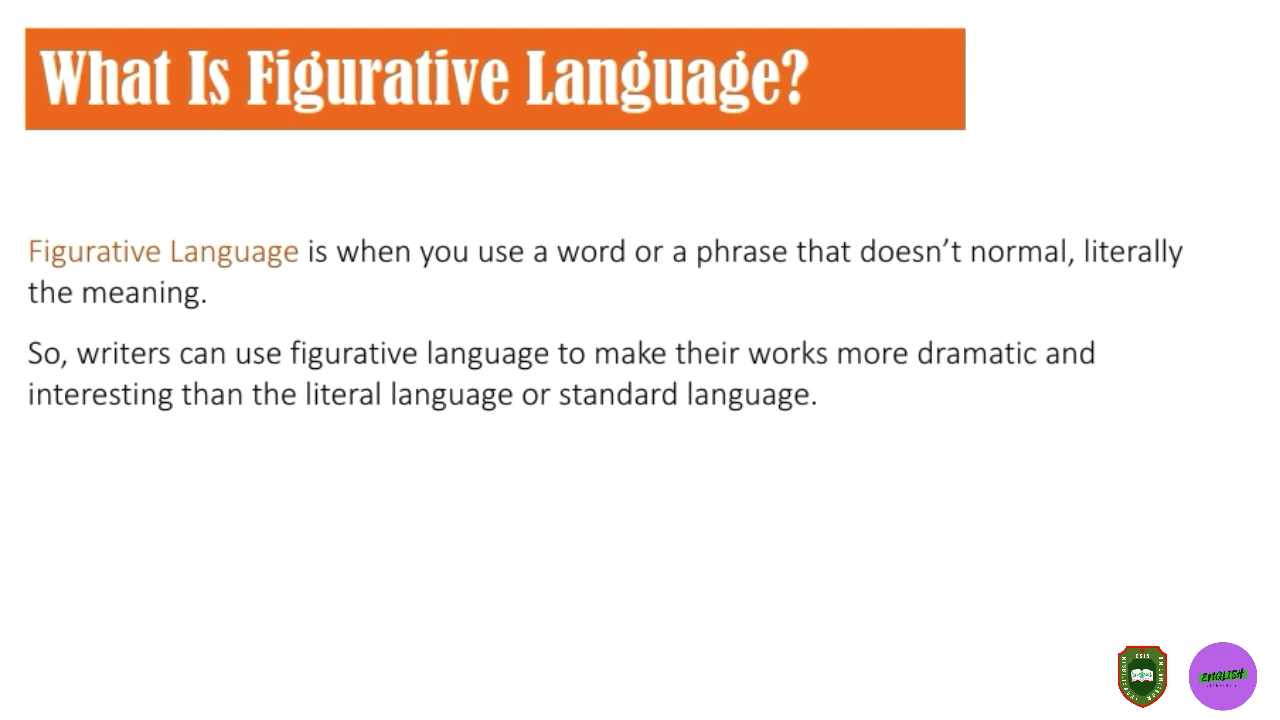 What Is Figurative Language?
Figurative Language is when you use a word or a phrase that doesn’t normal, literally
the meaning.
So, writers can use figurative language to make their works more dramatic and
interesting than the literal language or standard language.
ENGLISH